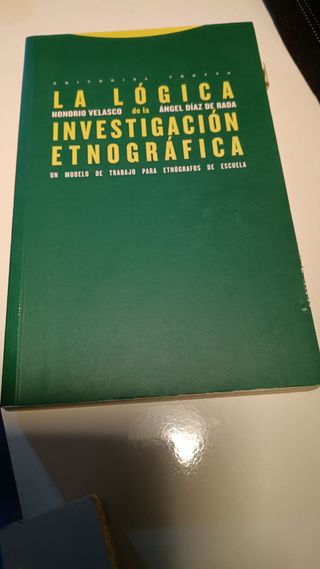 EDITORIAL TROTTA
LA LÓGICA
HONORIO VELASCO de la ÁNGEL DÍAZ DE RADA
INVESTIGACIÓN
ETNOGRÁFICA
UN MODELO DE TRABAJO PARA ETNÓGRAFOS DE ESCUELA